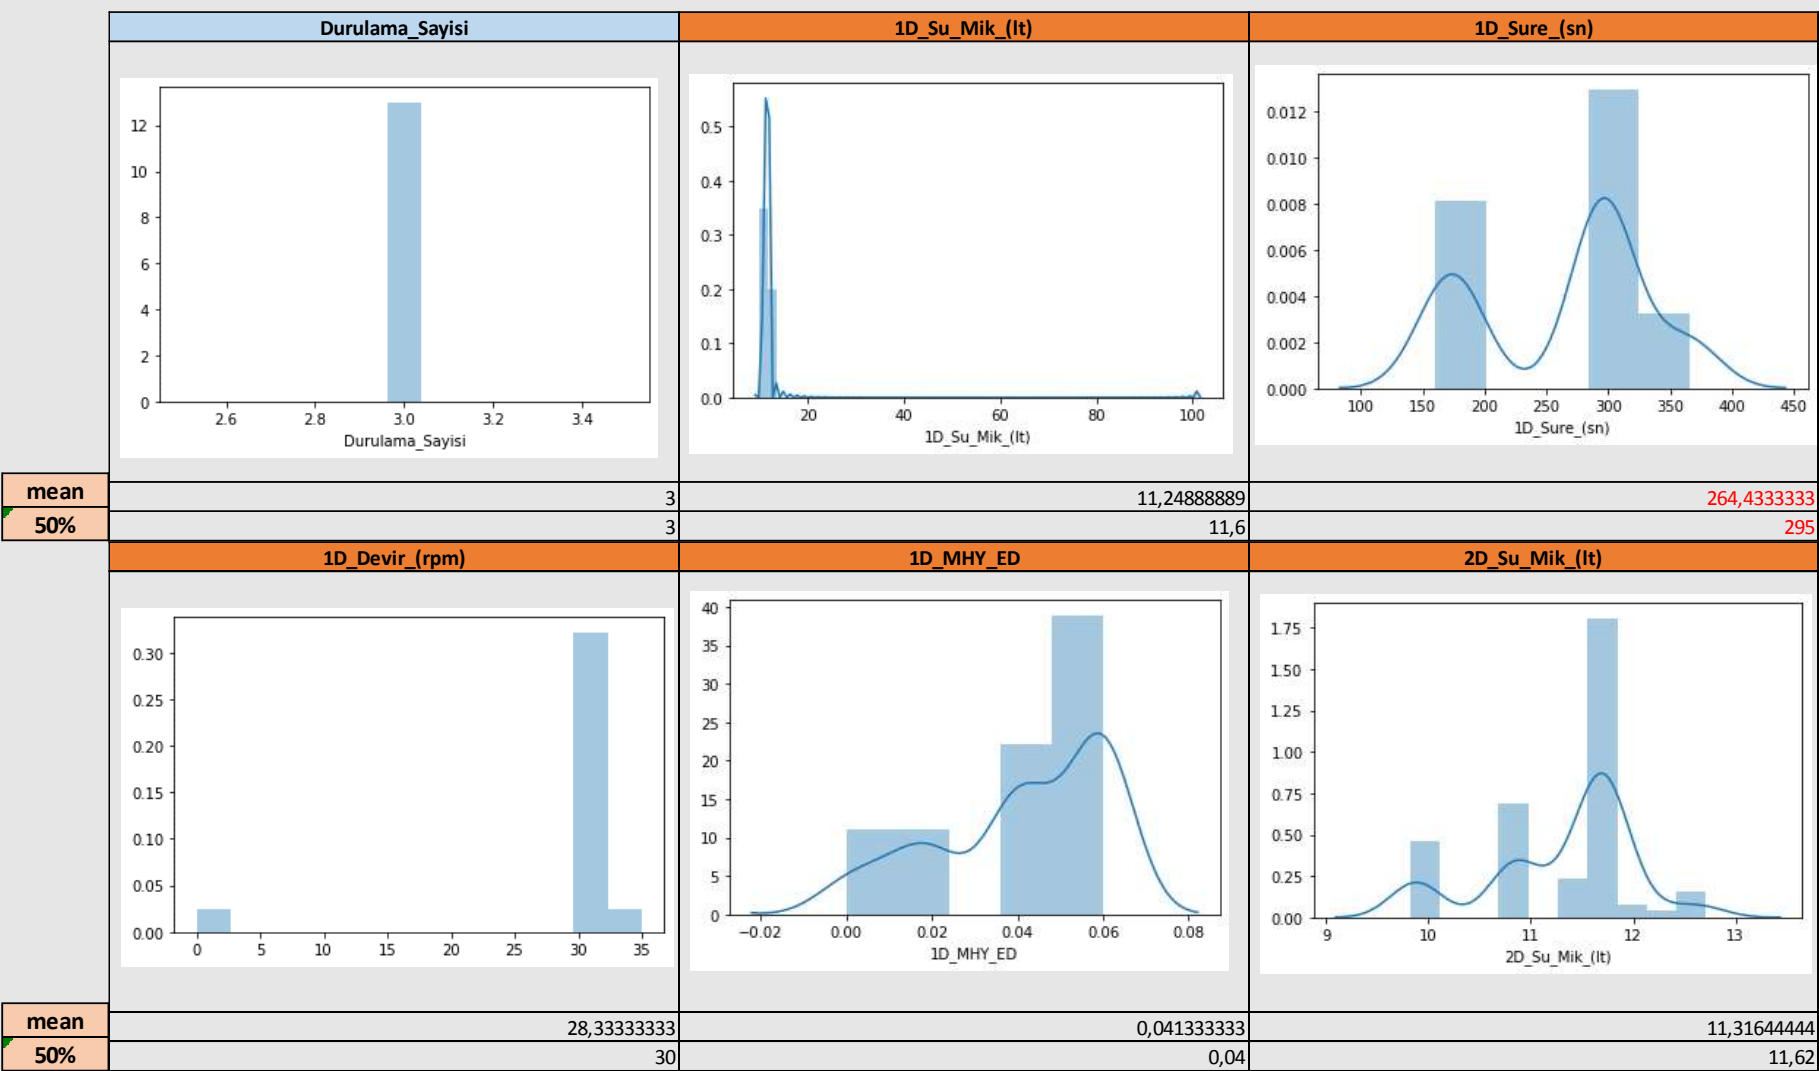 Durulama_Sayisi 1D_Su_Mik_(lt) 1D_Sure_(sn)
12
10
8
6
4
2
0
2.6 2.8 3.0 3.2 3.4
Durulama_Sayisi
0.5
0.4
0.3
0.2
0.1
0.0
20 40 60 80 100
1D_Su_Mik_(lt)
0.012
0.010
0.008
0.006
0.004
0.002
0.000
100 150 200 250 300 350 400 450
1D_Sure_(sn)
mean 3 11,24888889 264,4333333
50% 3 11,6 295
1D_Devir_(rpm) 1D_MHY_ED 2D_Su_Mik_(lt)
0.30
0.25
0.20
0.15
0.10
0.05
0.00
0 5 10 15 20 25 30 35
40
35
30
25
20
15
10
5
0
−0.02 0.00 0.02 0.04 0.06 0.08
1D_MHY_ED
1.75
1.50
1.25
1.00
0.75
0.50
0.25
0.00
9 10 11 12 13
2D_Su_Mik_(lt)
mean 28,33333333 0,041333333 11,31644444
50% 30 0,04 11,62